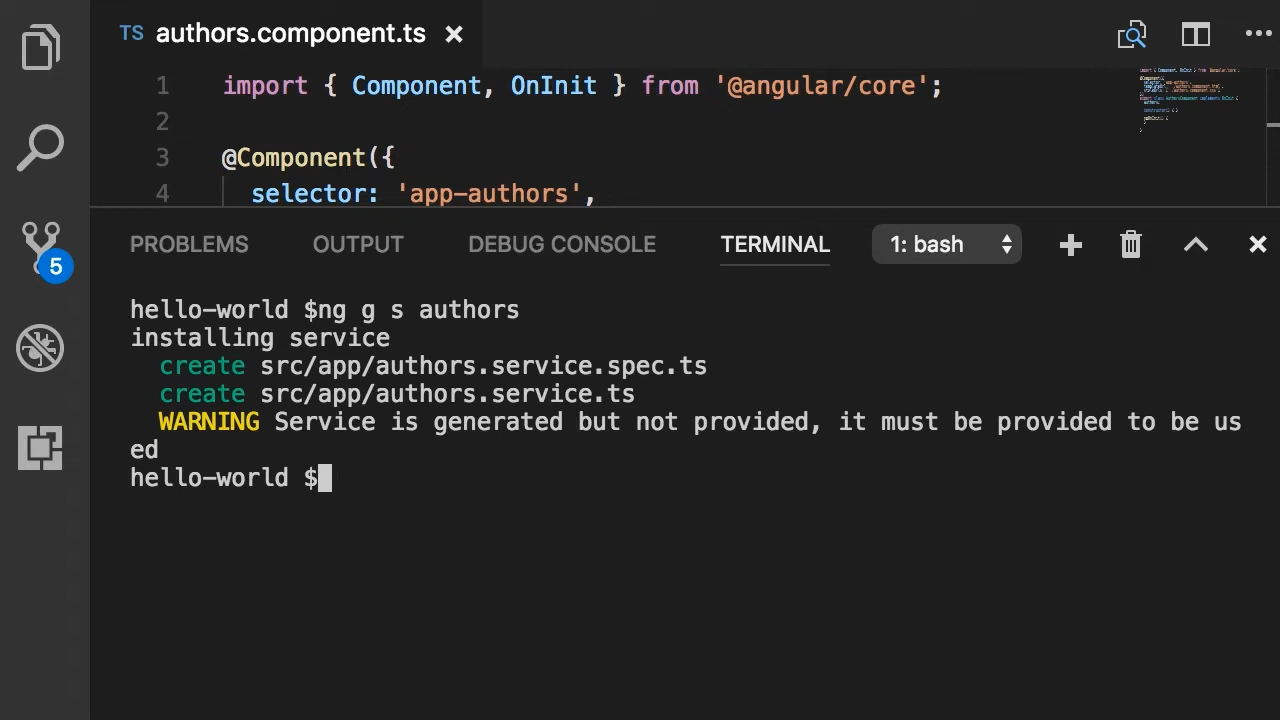 TS authors.component.ts
1 import { Component, OnInit } from '@angular/core';
2
3 @Component({
4 selector: 'app-authors',
5
PROBLEMS OUTPUT DEBUG CONSOLE TERMINAL 1: bash
hello-world $ng g s authors
installing service
create src/app/authors.service.spec.ts
create src/app/authors.service.ts
WARNING Service is generated but not provided, it must be provided to be us
ed
hello-world $